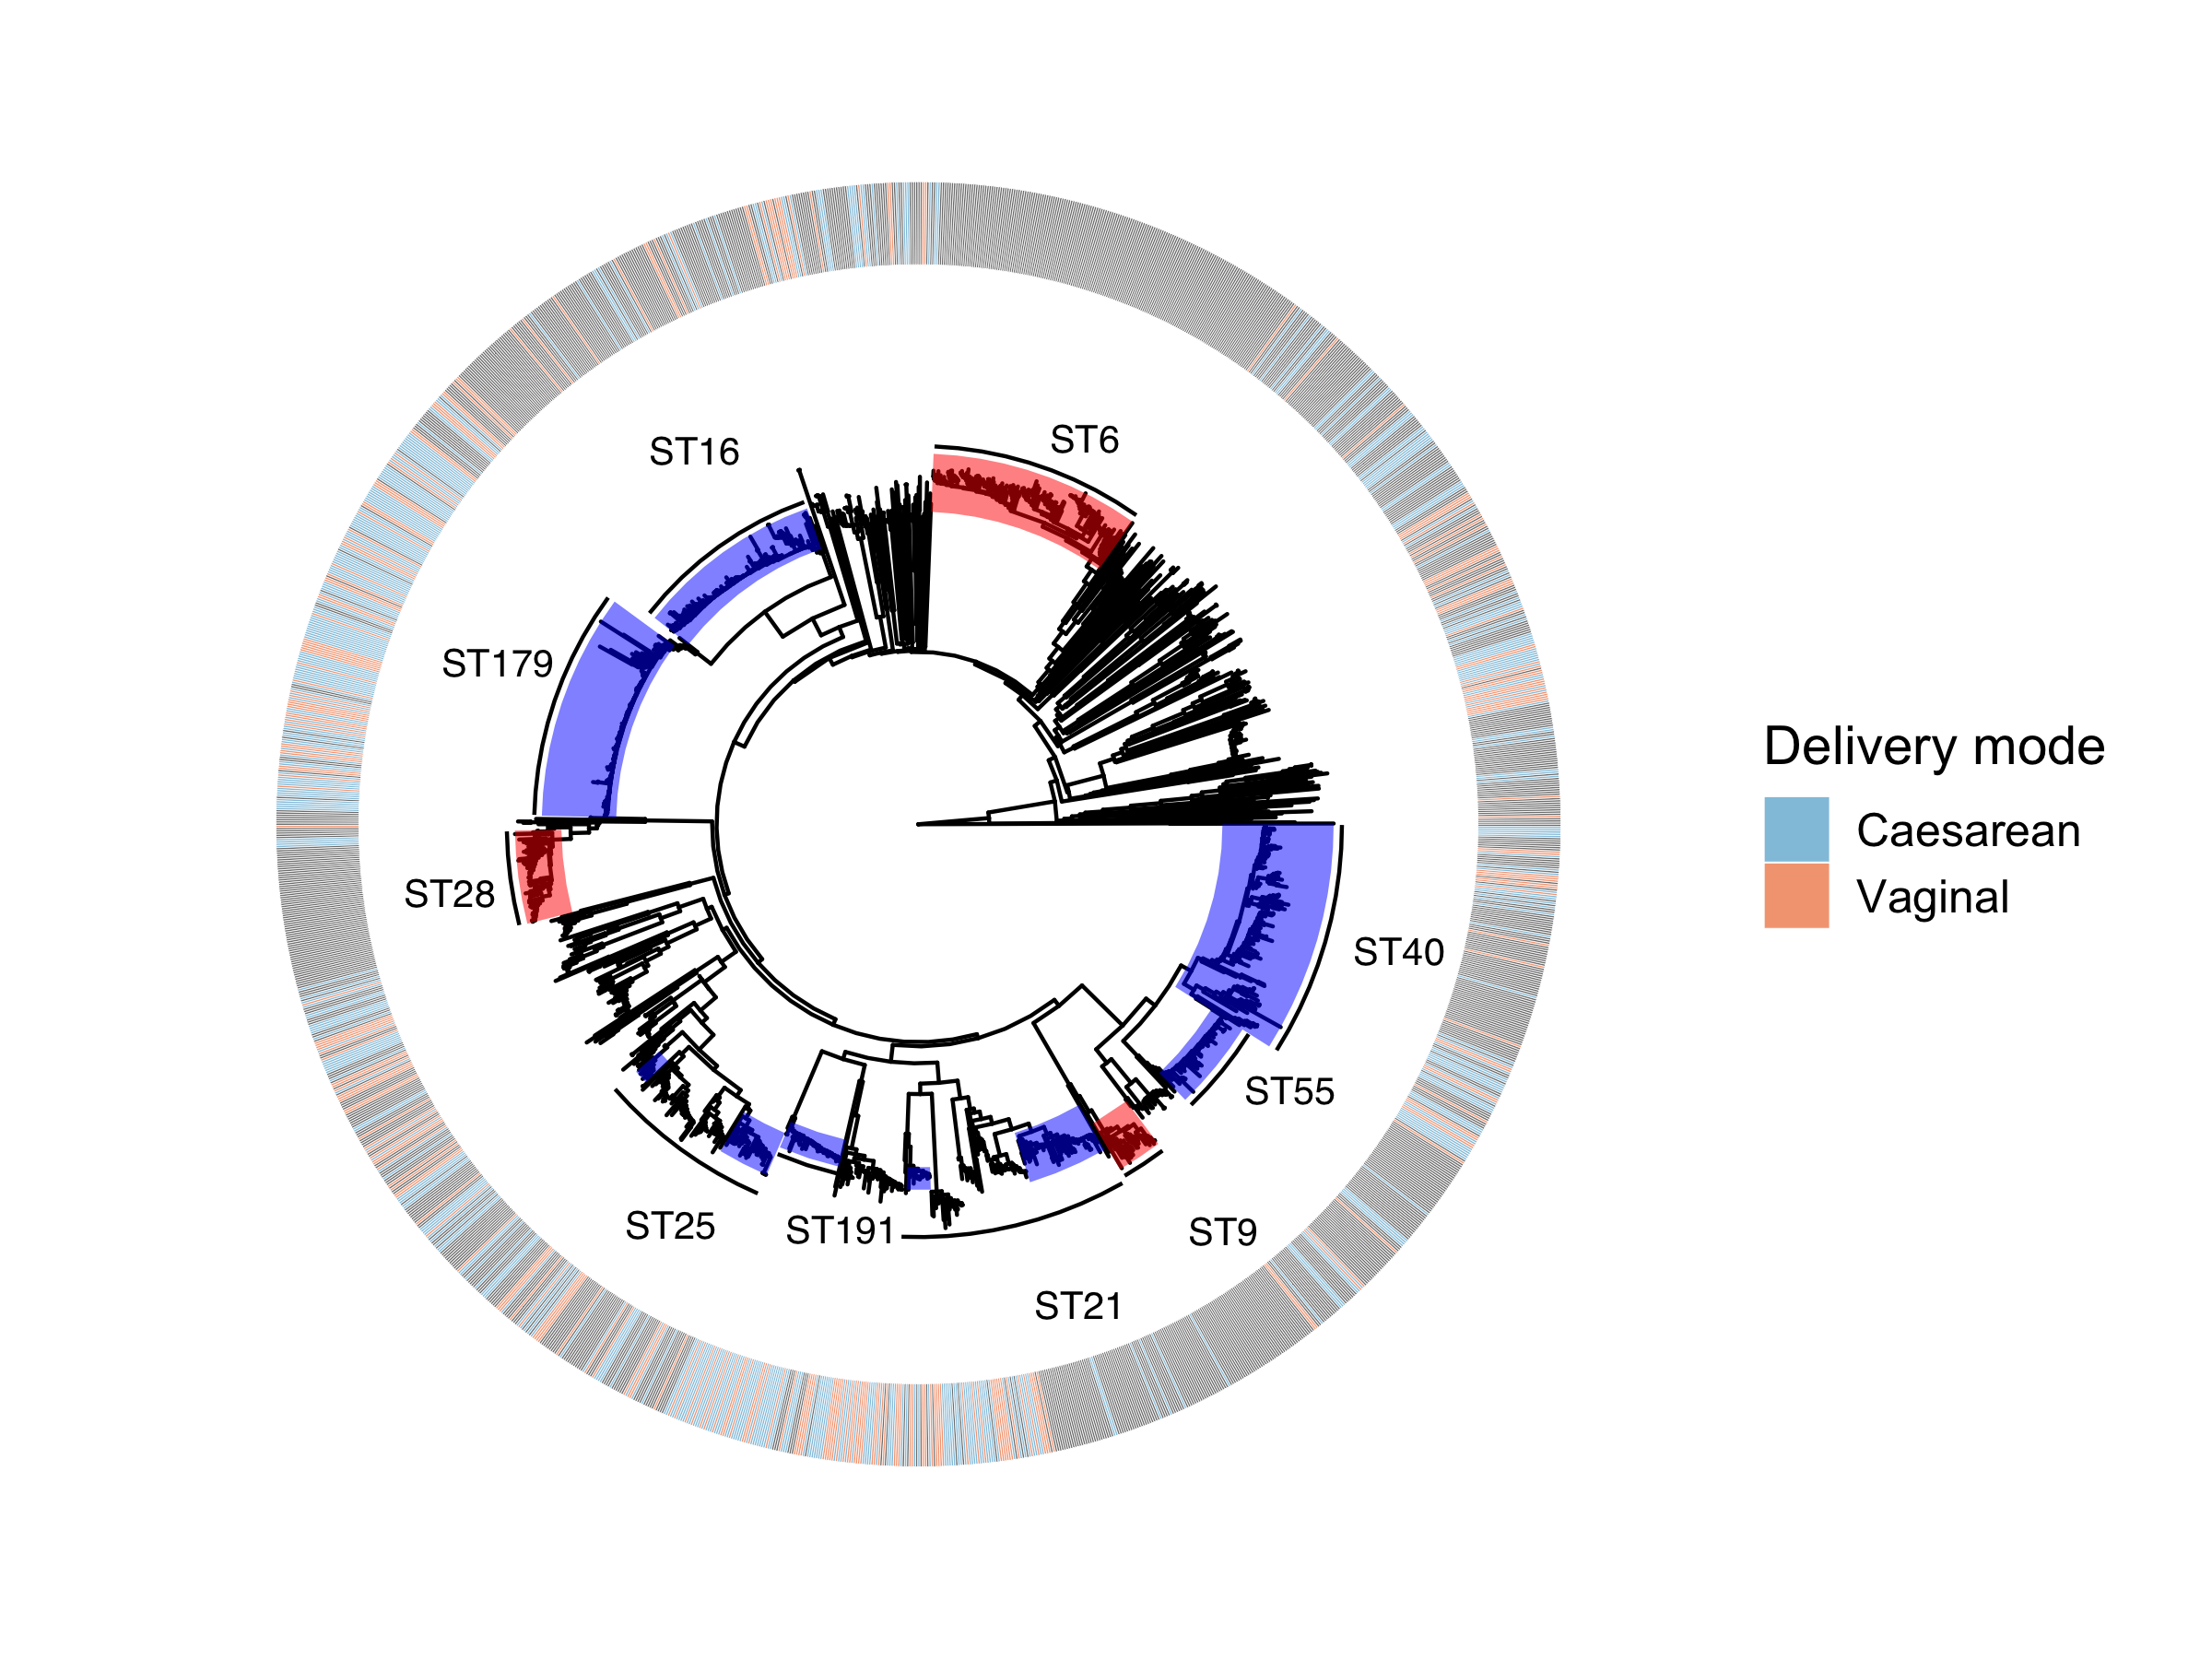 ST6
ST16
ST179
Delivery mode
Caesarean
Vaginal
ST28
ST40
ST55
ST25
ST191
ST9
ST21